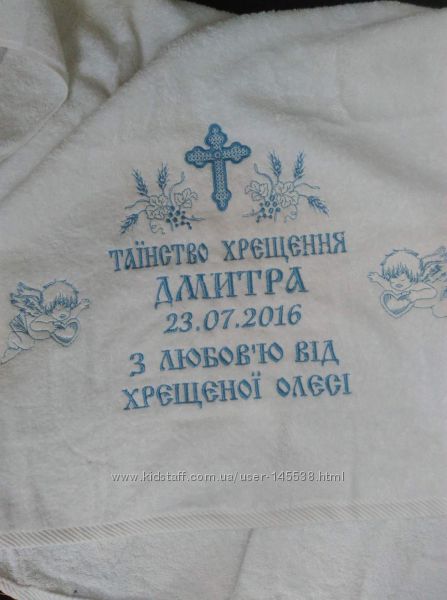 ТАЇНСТВО ХРЕЩЕННЯ
ДМИТРА
23.07.2016
З ЛЮБОВ'Ю ВІД
ХРЕЩЕНОЇ ОЛЕСІ
www.kidstaff.com.ua/user-145538.html